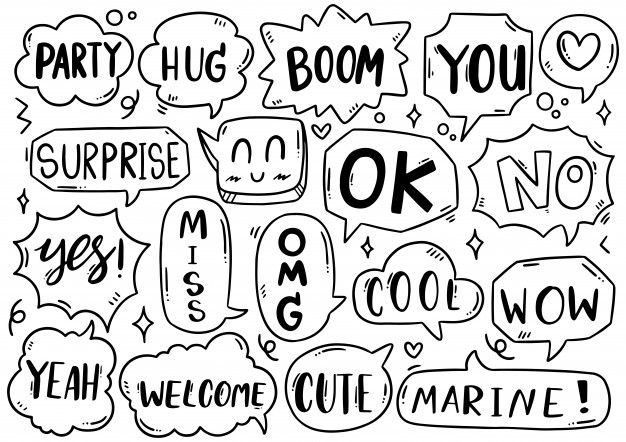 PARTY
HUG
BOOM
YOU
SURPRISE
OK
NO
yes!
MISS
OMG
COOL
WOW
YEAH
WELCOME
CUTE
MARINE!